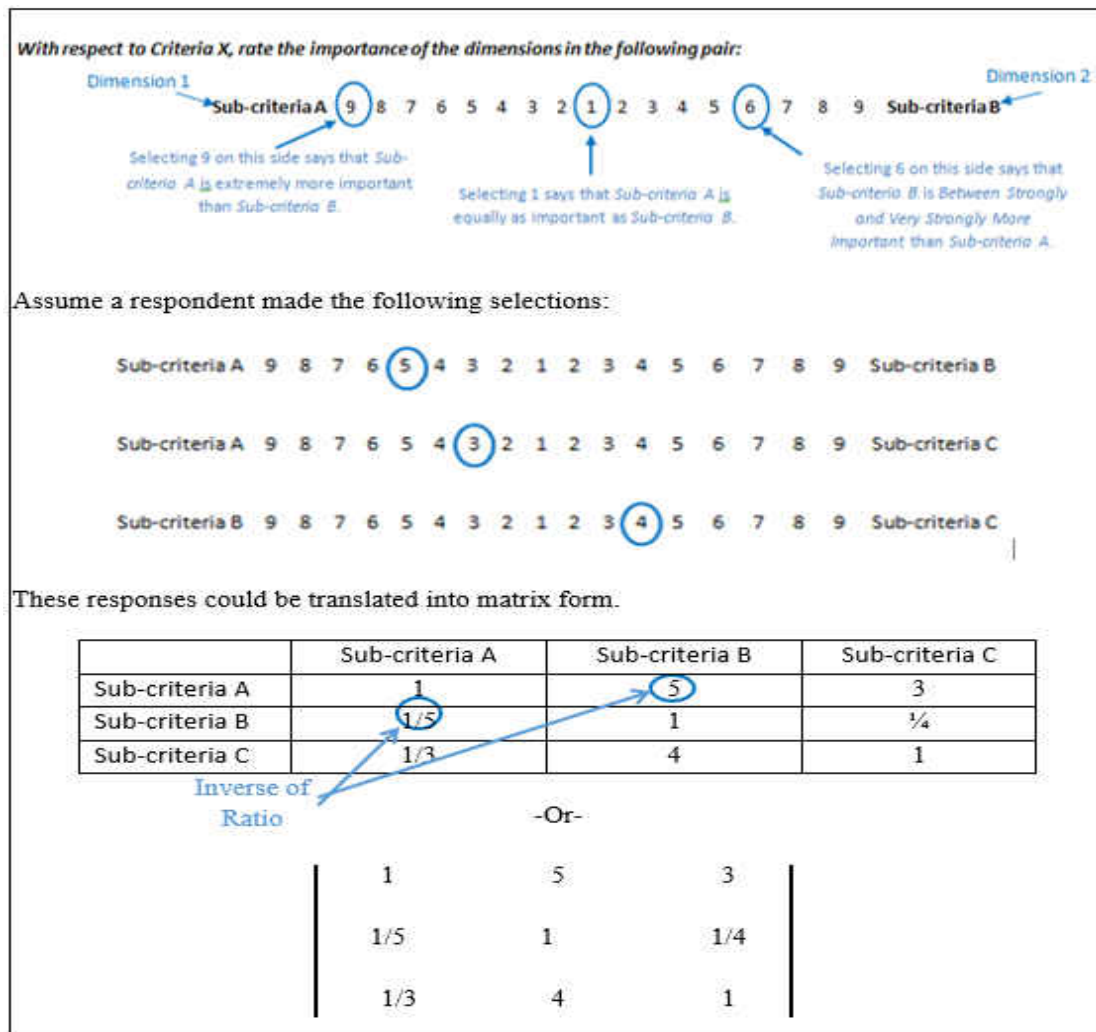 With respect to Criteria X, rate the importance of the dimensions in the following pair:
Dimension 1
Dimension 2
Sub-criteria A 9 8 7 6 5 4 3 2 1 2 3 4 5 6 7 8 9 Sub-criteria B
Selecting 9 on this side says that Sub-
criteria A is extremely more important
than Sub-criteria B.
Selecting 1 says that Sub-criteria A is
equally as important as Sub-criteria B.
Selecting 6 on this side says that
Sub-criteria B is Between Strongly
and Very Strongly More
Important than Sub-criteria A.
Assume a respondent made the following selections:
Sub-criteria A 9 8 7 6 5 4 3 2 1 2 3 4 5 6 7 8 9 Sub-criteria B
Sub-criteria A 9 8 7 6 5 4 3 2 1 2 3 4 5 6 7 8 9 Sub-criteria C
Sub-criteria B 9 8 7 6 5 4 3 2 1 2 3 4 5 6 7 8 9 Sub-criteria C
These responses could be translated into matrix form.
Sub-criteria A Sub-criteria B Sub-criteria C
Sub-criteria A 1 5 3
Sub-criteria B 1/5 1 ¼
Sub-criteria C 1/3 4 1
Inverse of
Ratio
-Or-
1 5 3
1/5 1 1/4
1/3 4 1